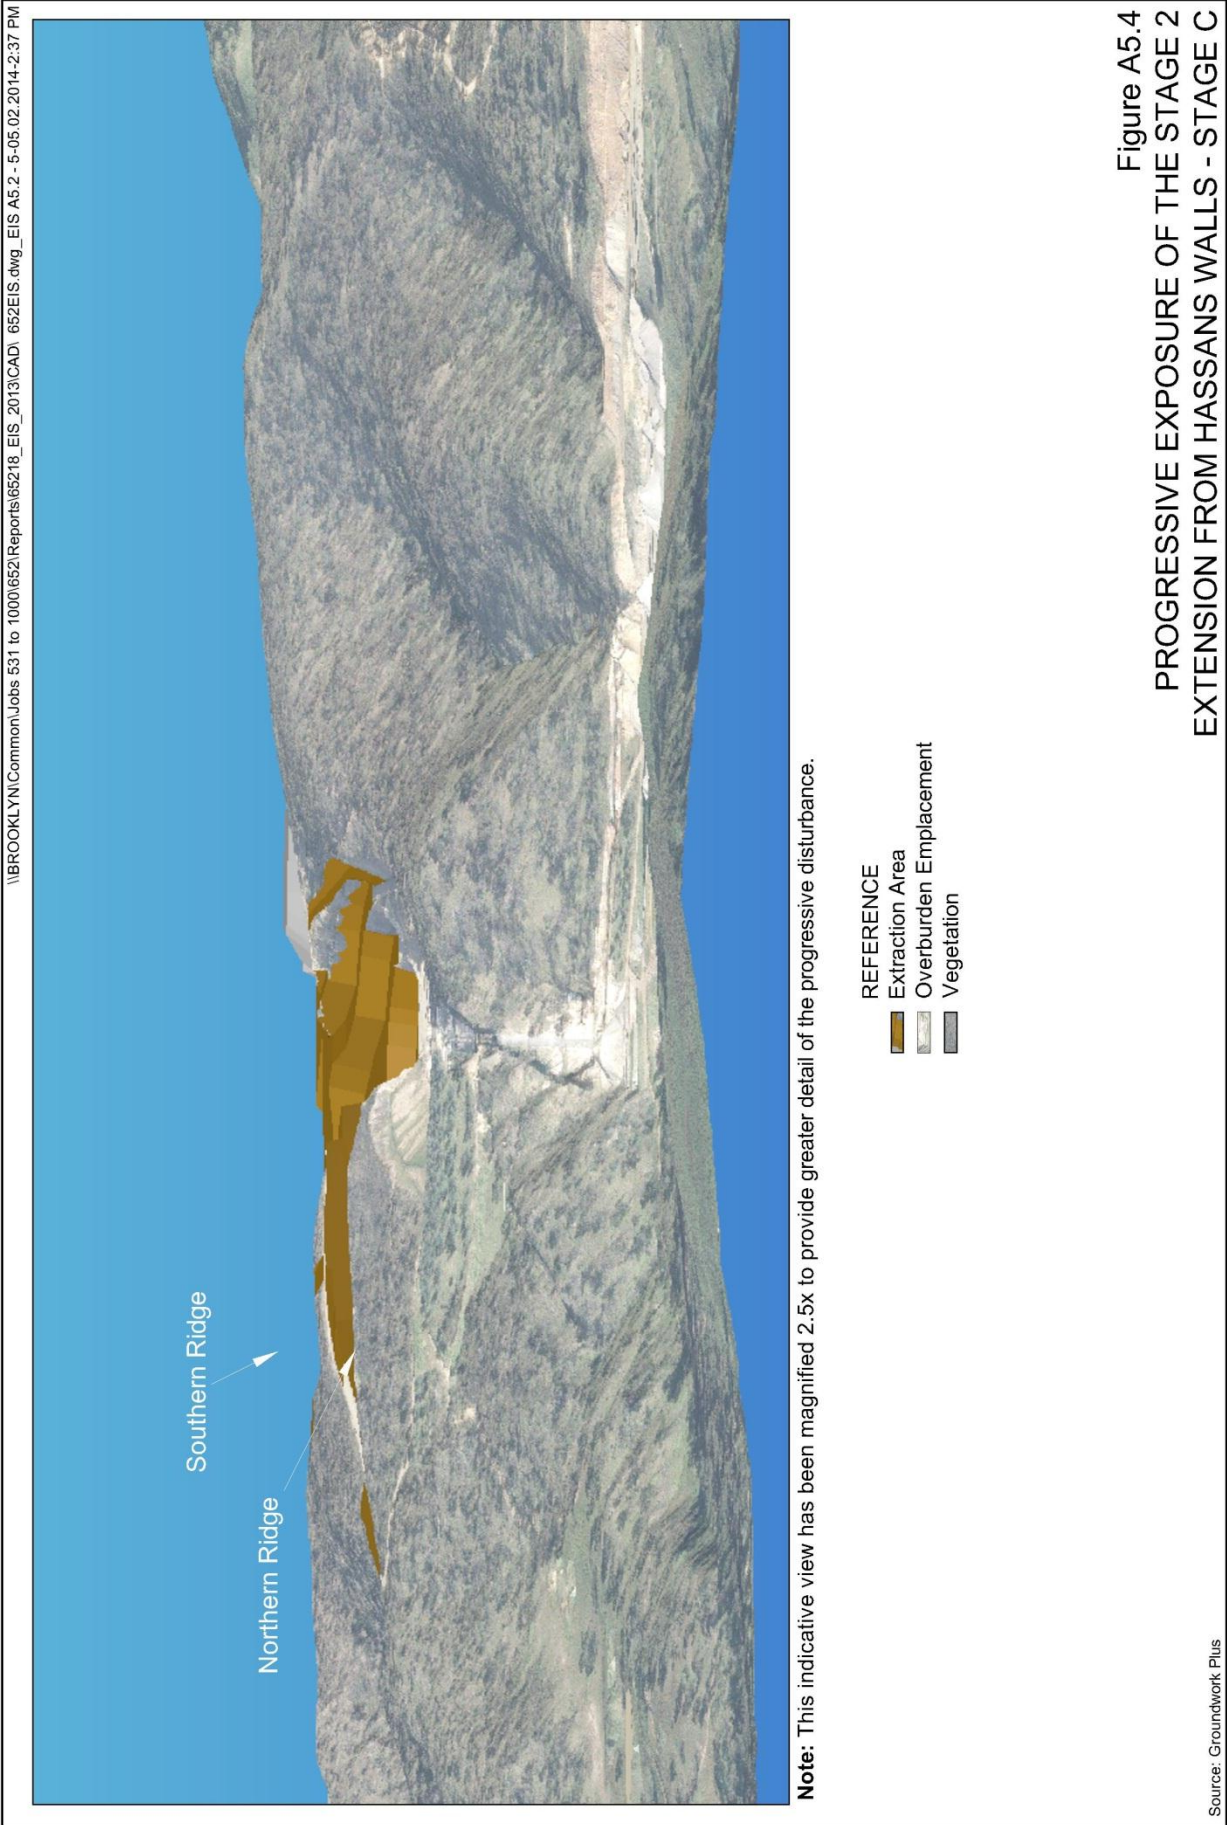 \\BROOKLYN\Common\Jobs 531 to 1000\652\Reports\65218_EIS_2013\CAD\ 652EIS.dwg_EIS A5.2 - 5-05.02.2014-2:37 PM
Southern Ridge
Northern Ridge
Note: This indicative view has been magnified 2.5x to provide greater detail of the progressive disturbance.
REFERENCE
Extraction Area
Overburden Emplacement
Vegetation
Figure A5.4
PROGRESSIVE EXPOSURE OF THE STAGE 2
EXTENSION FROM HASSANS WALLS - STAGE C
Source: Groundwork Plus